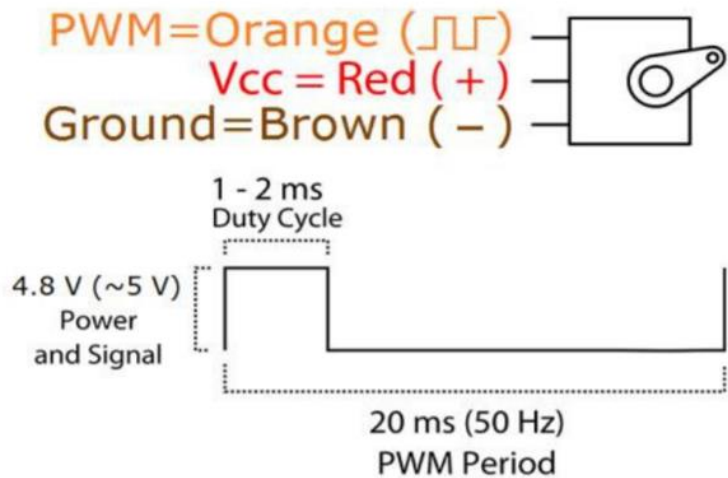 PWM=Orange (⎍⎍)
Vcc = Red ( + )
Ground=Brown ( − )
1 - 2 ms
Duty Cycle
4.8 V (~5 V)
Power
and Signal
20 ms (50 Hz)
PWM Period